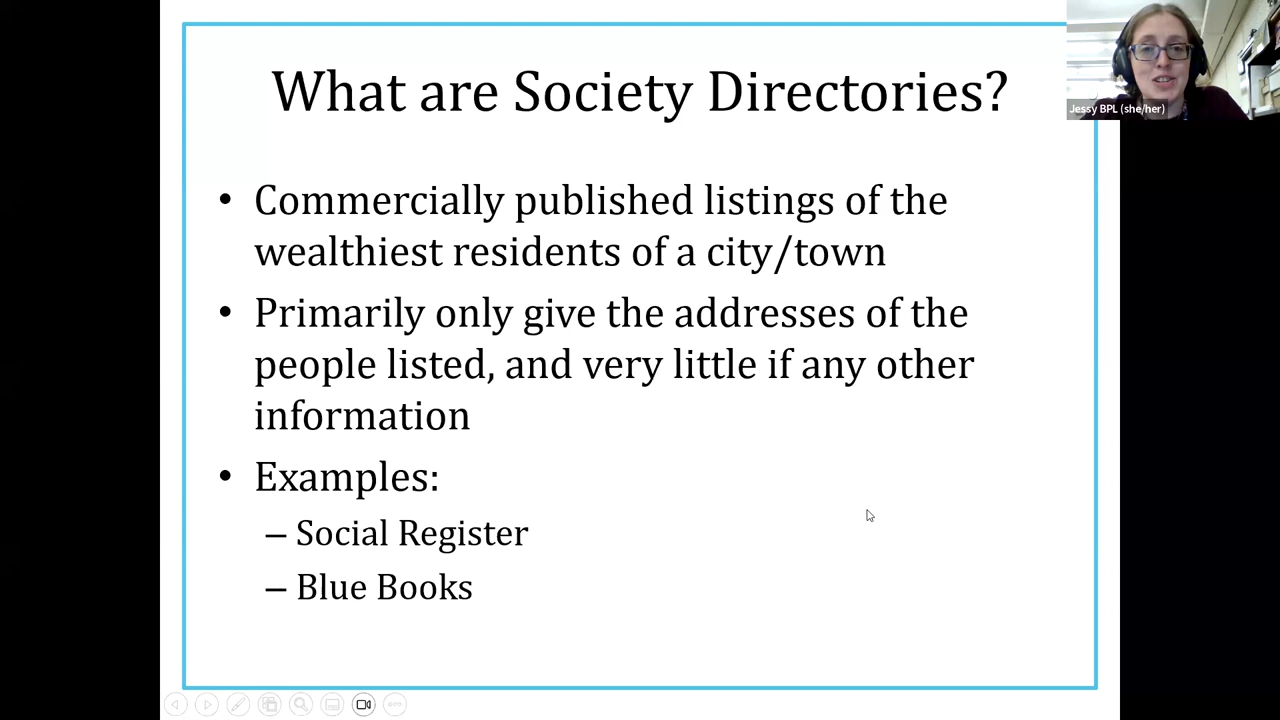 What are Society Directories?
Jessy BPL (she/her)
• Commercially published listings of the
wealthiest residents of a city/town
• Primarily only give the addresses of the
people listed, and very little if any other
information
• Examples:
– Social Register
– Blue Books